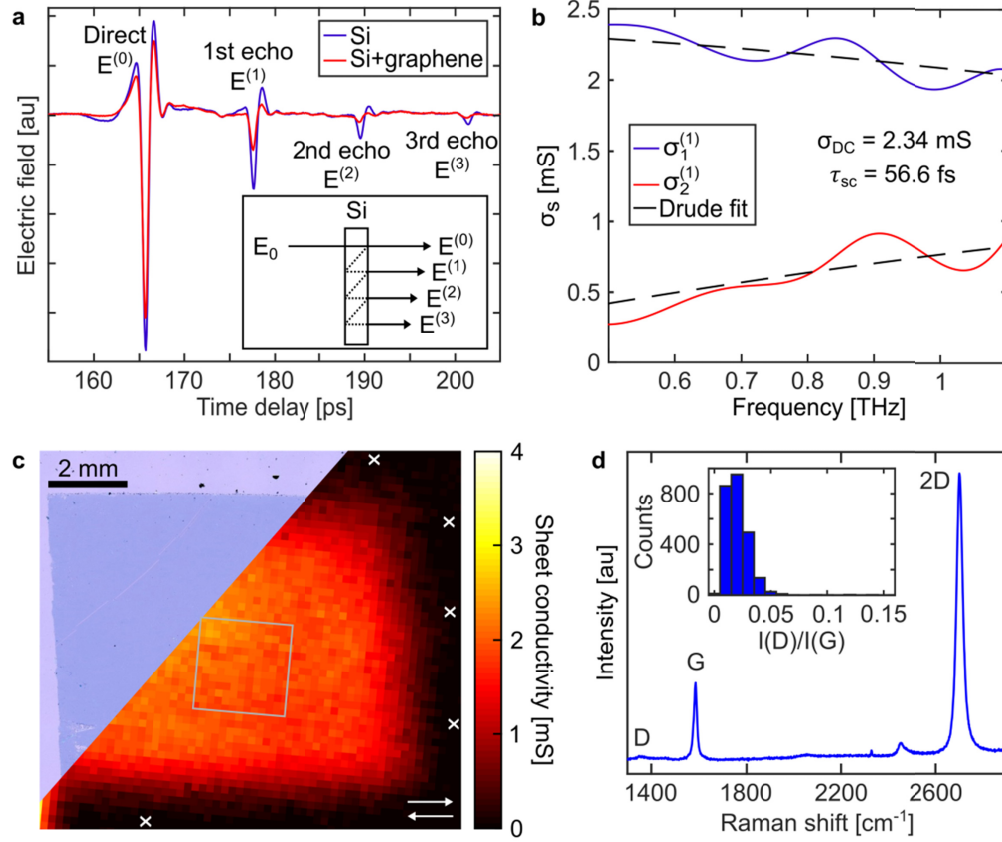 a
Electric field [au]
Direct
E(0)
1st echo
E(1)
2nd echo
E(2)
3rd echo
E(3)
Si
Si+graphene
Si
E0
E(0)
E(1)
E(2)
E(3)
160 170 180 190 200
Time delay [ps]
b
σs [mS]
2.5
2
1.5
1
0.5
0
σ1(1)
σ2(1)
Drude fit
σDC = 2.34 mS
τsc = 56.6 fs
0.6 0.7 0.8 0.9 1
Frequency [THz]
c
2 mm
4
3
2
1
0
Sheet conductivity [mS]
d
Intensity [au]
D
G
2D
Counts
800
400
0
0 0.05 0.1 0.15
I(D)/I(G)
1400 1800 2200 2600
Raman shift [cm-1]